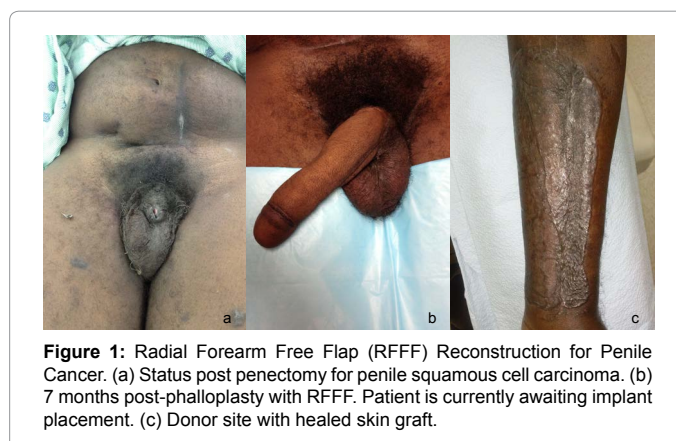 a
b
c
Figure 1: Radial Forearm Free Flap (RFFF) Reconstruction for Penile
Cancer. (a) Status post penectomy for penile squamous cell carcinoma. (b)
7 months post-phalloplasty with RFFF. Patient is currently awaiting implant
placement. (c) Donor site with healed skin graft.